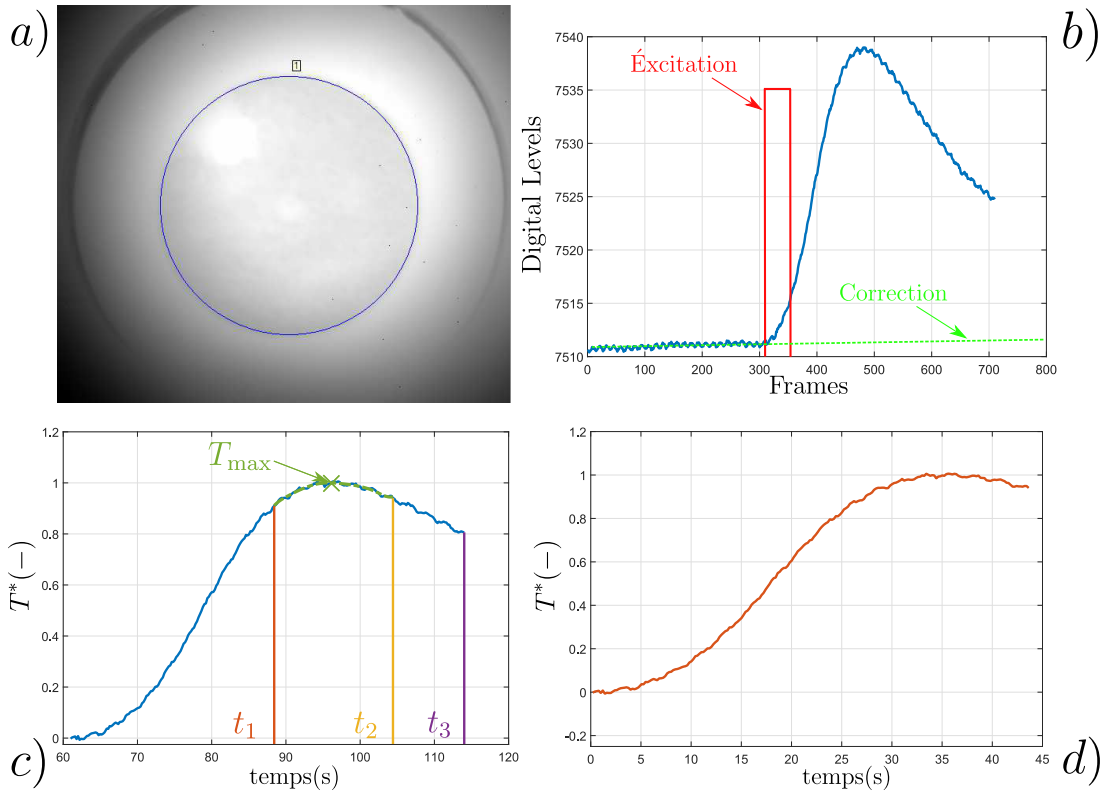 a)
1
b)
Éxcitation
Correction
Digital Levels
7540
7535
7530
7525
7520
7515
7510
0 100 200 300 400 500 600 700 800
Frames
c)
T_max
t_1 t_2 t_3
T*(−)
1.2
1
0.8
0.6
0.4
0.2
0
60 70 80 90 100 110 120
temps(s)
d)
T*(−)
1.2
1
0.8
0.6
0.4
0.2
0
-0.2
0 5 10 15 20 25 30 35 40 45
temps(s)